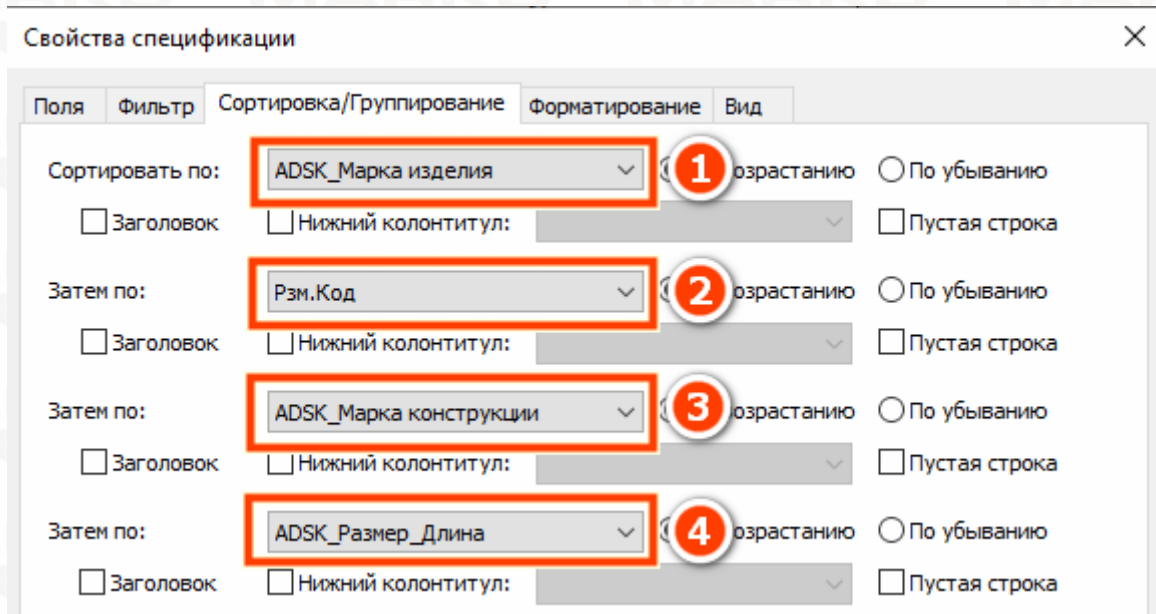 Свойства спецификации
Поля Фильтр Сортировка/Группирование Форматирование Вид
Сортировать по: ADSK_Марка изделия 1 озрастанию По убыванию
Заголовок Нижний колонтитул: Пустая строка
Затем по: Рзм.Код 2 озрастанию По убыванию
Заголовок Нижний колонтитул: Пустая строка
Затем по: ADSK_Марка конструкции 3 озрастанию По убыванию
Заголовок Нижний колонтитул: Пустая строка
Затем по: ADSK_Размер_Длина 4 озрастанию По убыванию
Заголовок Нижний колонтитул: Пустая строка